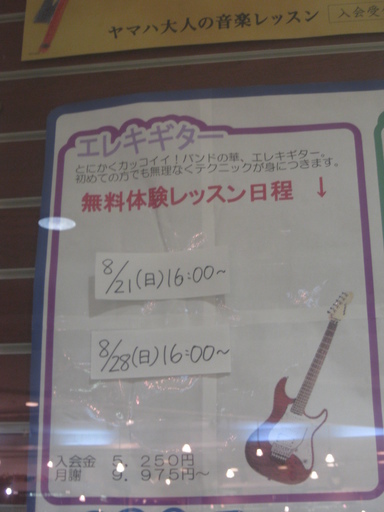 ヤマハ大人の音楽レッスン
入会受
エレキギター
とにかくカッコイイ！バンドの華、エレキギター。
初めての方でも無理なくテクニックが身につきます。
無料体験レッスン日程 ↓
8/21(日)16:00~
8/28(日)16:00~
入会金 5．250円
月謝 9．975円～